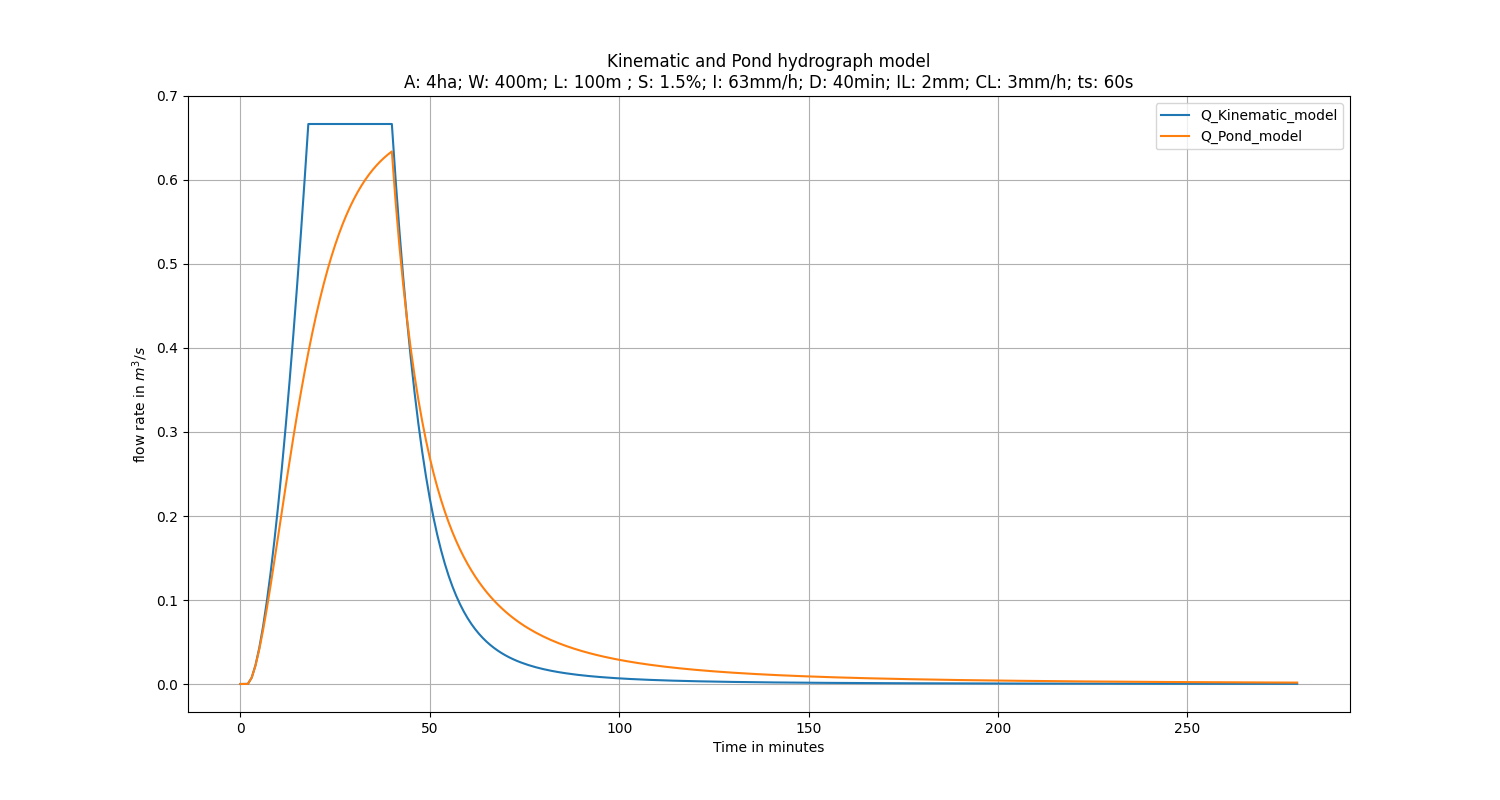 Kinematic and Pond hydrograph model
A: 4ha; W: 400m; L: 100m ; S: 1.5%; I: 63mm/h; D: 40min; IL: 2mm; CL: 3mm/h; ts: 60s
Q_Kinematic_model
Q_Pond_model
flow rate in m³/s
0.7
0.6
0.5
0.4
0.3
0.2
0.1
0.0
0 50 100 150 200 250
Time in minutes